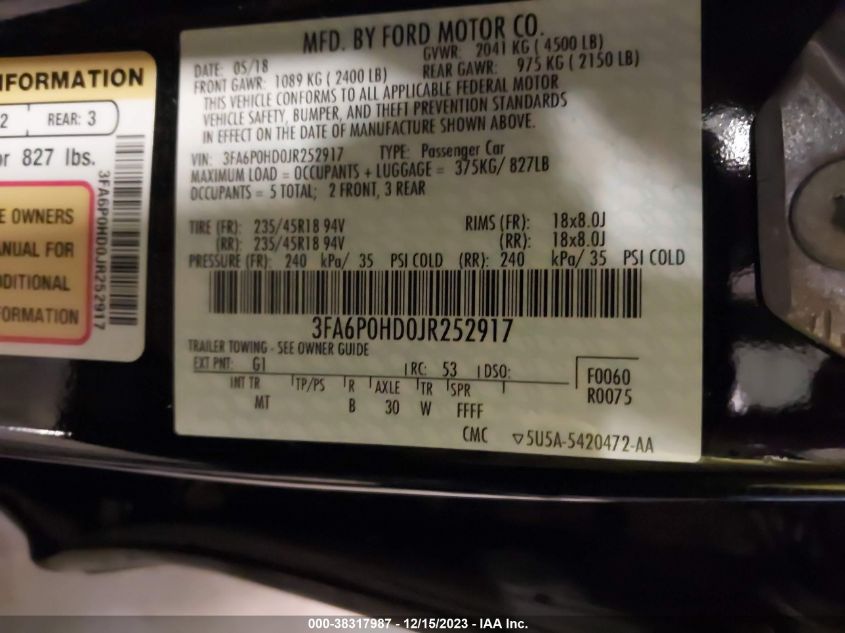 INFORMATION
2 REAR: 3
or 827 lbs.
E OWNERS
ANUAL FOR
DITIONAL
FORMATION
3FA6P0HD0JR252917
MFD. BY FORD MOTOR CO.
DATE: 05/18 GVWR: 2041 KG ( 4500 LB)
FRONT GAWR: 1089 KG ( 2400 LB) REAR GAWR: 975 KG ( 2150 LB)
THIS VEHICLE CONFORMS TO ALL APPLICABLE FEDERAL MOTOR
VEHICLE SAFETY, BUMPER, AND THEFT PREVENTION STANDARDS
IN EFFECT ON THE DATE OF MANUFACTURE SHOWN ABOVE.
VIN: 3FA6P0HD0JR252917 TYPE: Passenger Car
MAXIMUM LOAD = OCCUPANTS + LUGGAGE = 375KG/ 827LB
OCCUPANTS = 5 TOTAL; 2 FRONT, 3 REAR
TIRE (FR): 235/45R18 94V RIMS (FR): 18x8.0J
(RR): 235/45R18 94V (RR): 18x8.0J
PRESSURE (FR): 240 kPa/ 35 PSI COLD (RR): 240 kPa/ 35 PSI COLD
3FA6P0HD0JR252917
TRAILER TOWING - SEE OWNER GUIDE
EXT PNT: G1 RC: 53 DSO: F0060
INT TR TP/PS R AXLE TR SPR R0075
MT B 30 W FFFF
CMC ▽5U5A-5420472-AA
000-38317987 - 12/15/2023 - IAA Inc.